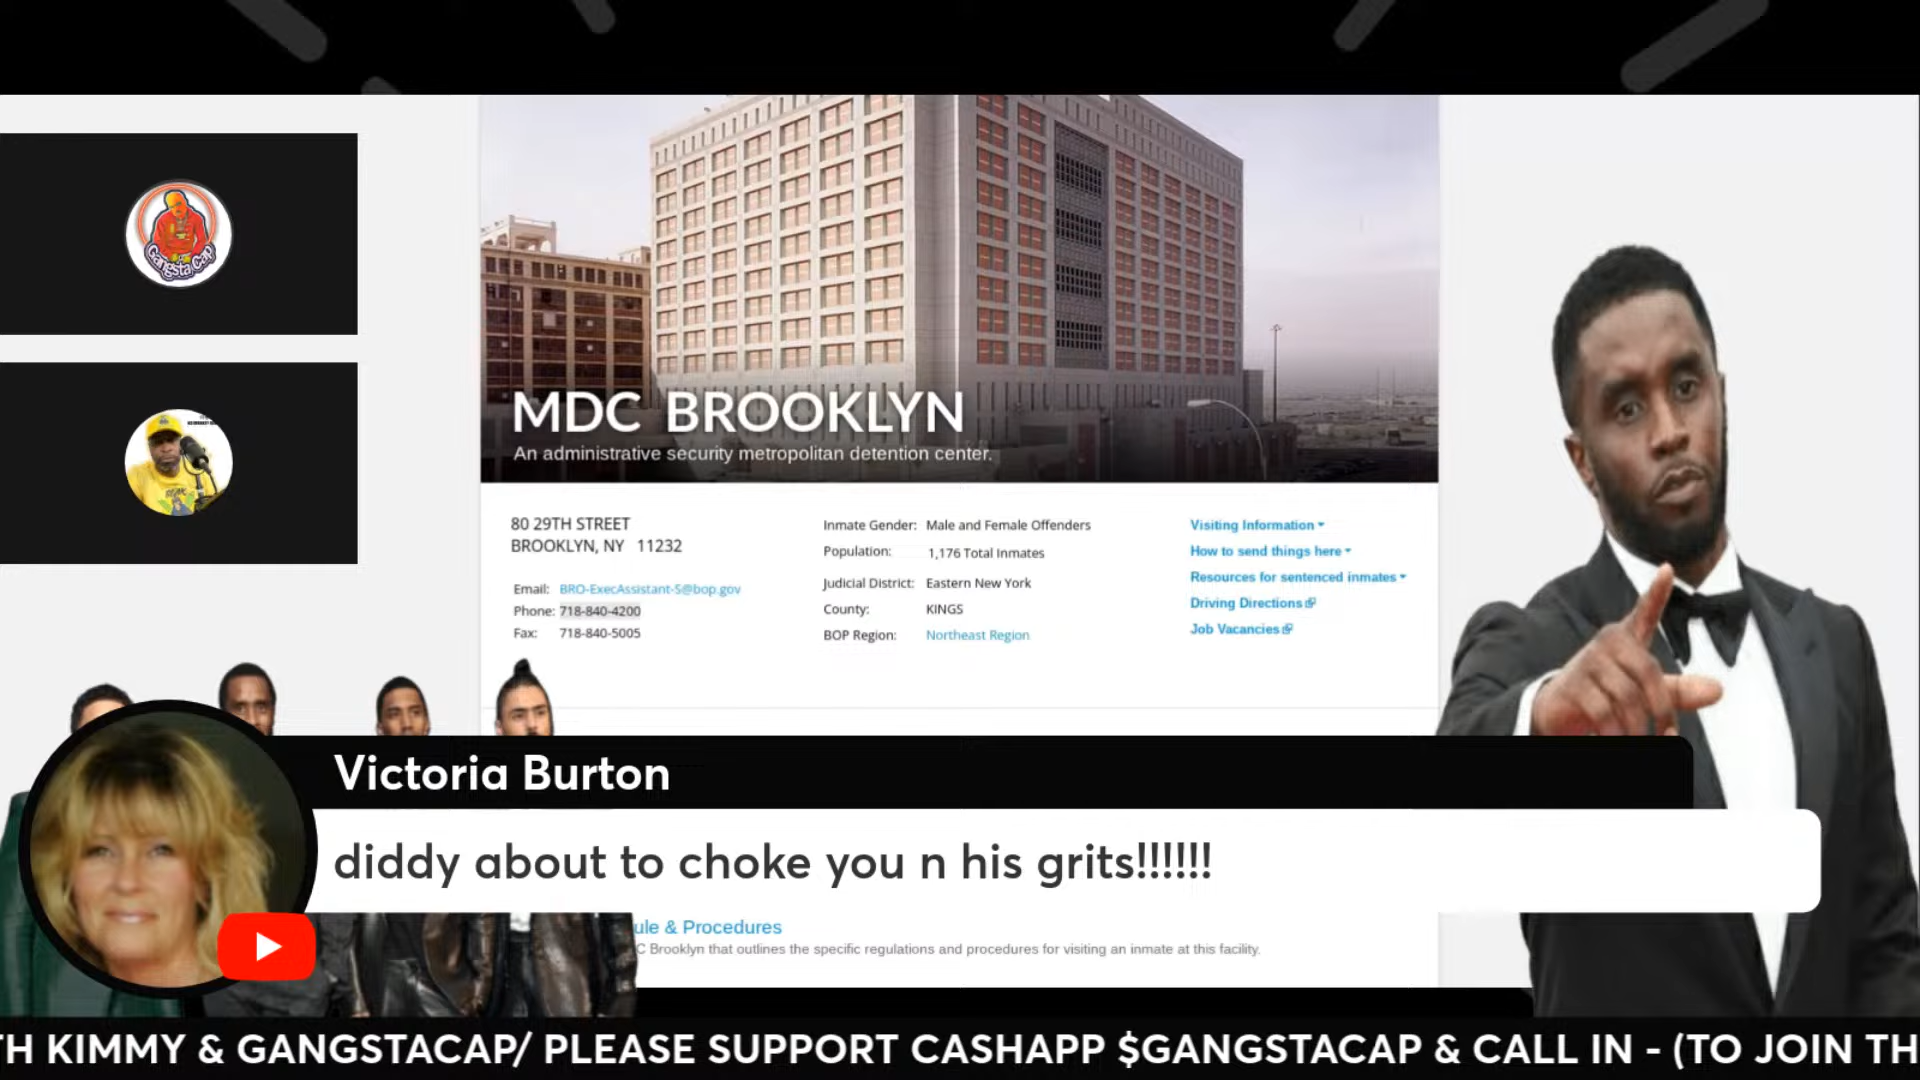 Gangsta Cap
MDC BROOKLYN
An administrative security metropolitan detention center.
80 29TH STREET
BROOKLYN, NY 11232
Email: BRO-ExecAssistant-S@bop.gov
Phone: 718-840-4200
Fax: 718-840-5005
Inmate Gender: Male and Female Offenders
Population: 1,176 Total Inmates
Judicial District: Eastern New York
County: KINGS
BOP Region: Northeast Region
Visiting Information
How to send things here
Resources for sentenced inmates
Driving Directions
Job Vacancies
Victoria Burton
diddy about to choke you n his grits!!!!!!
ule & Procedures
C Brooklyn that outlines the specific regulations and procedures for visiting an inmate at this facility.
TH KIMMY & GANGSTACAP/ PLEASE SUPPORT CASHAPP $GANGSTACAP & CALL IN - (TO JOIN TH